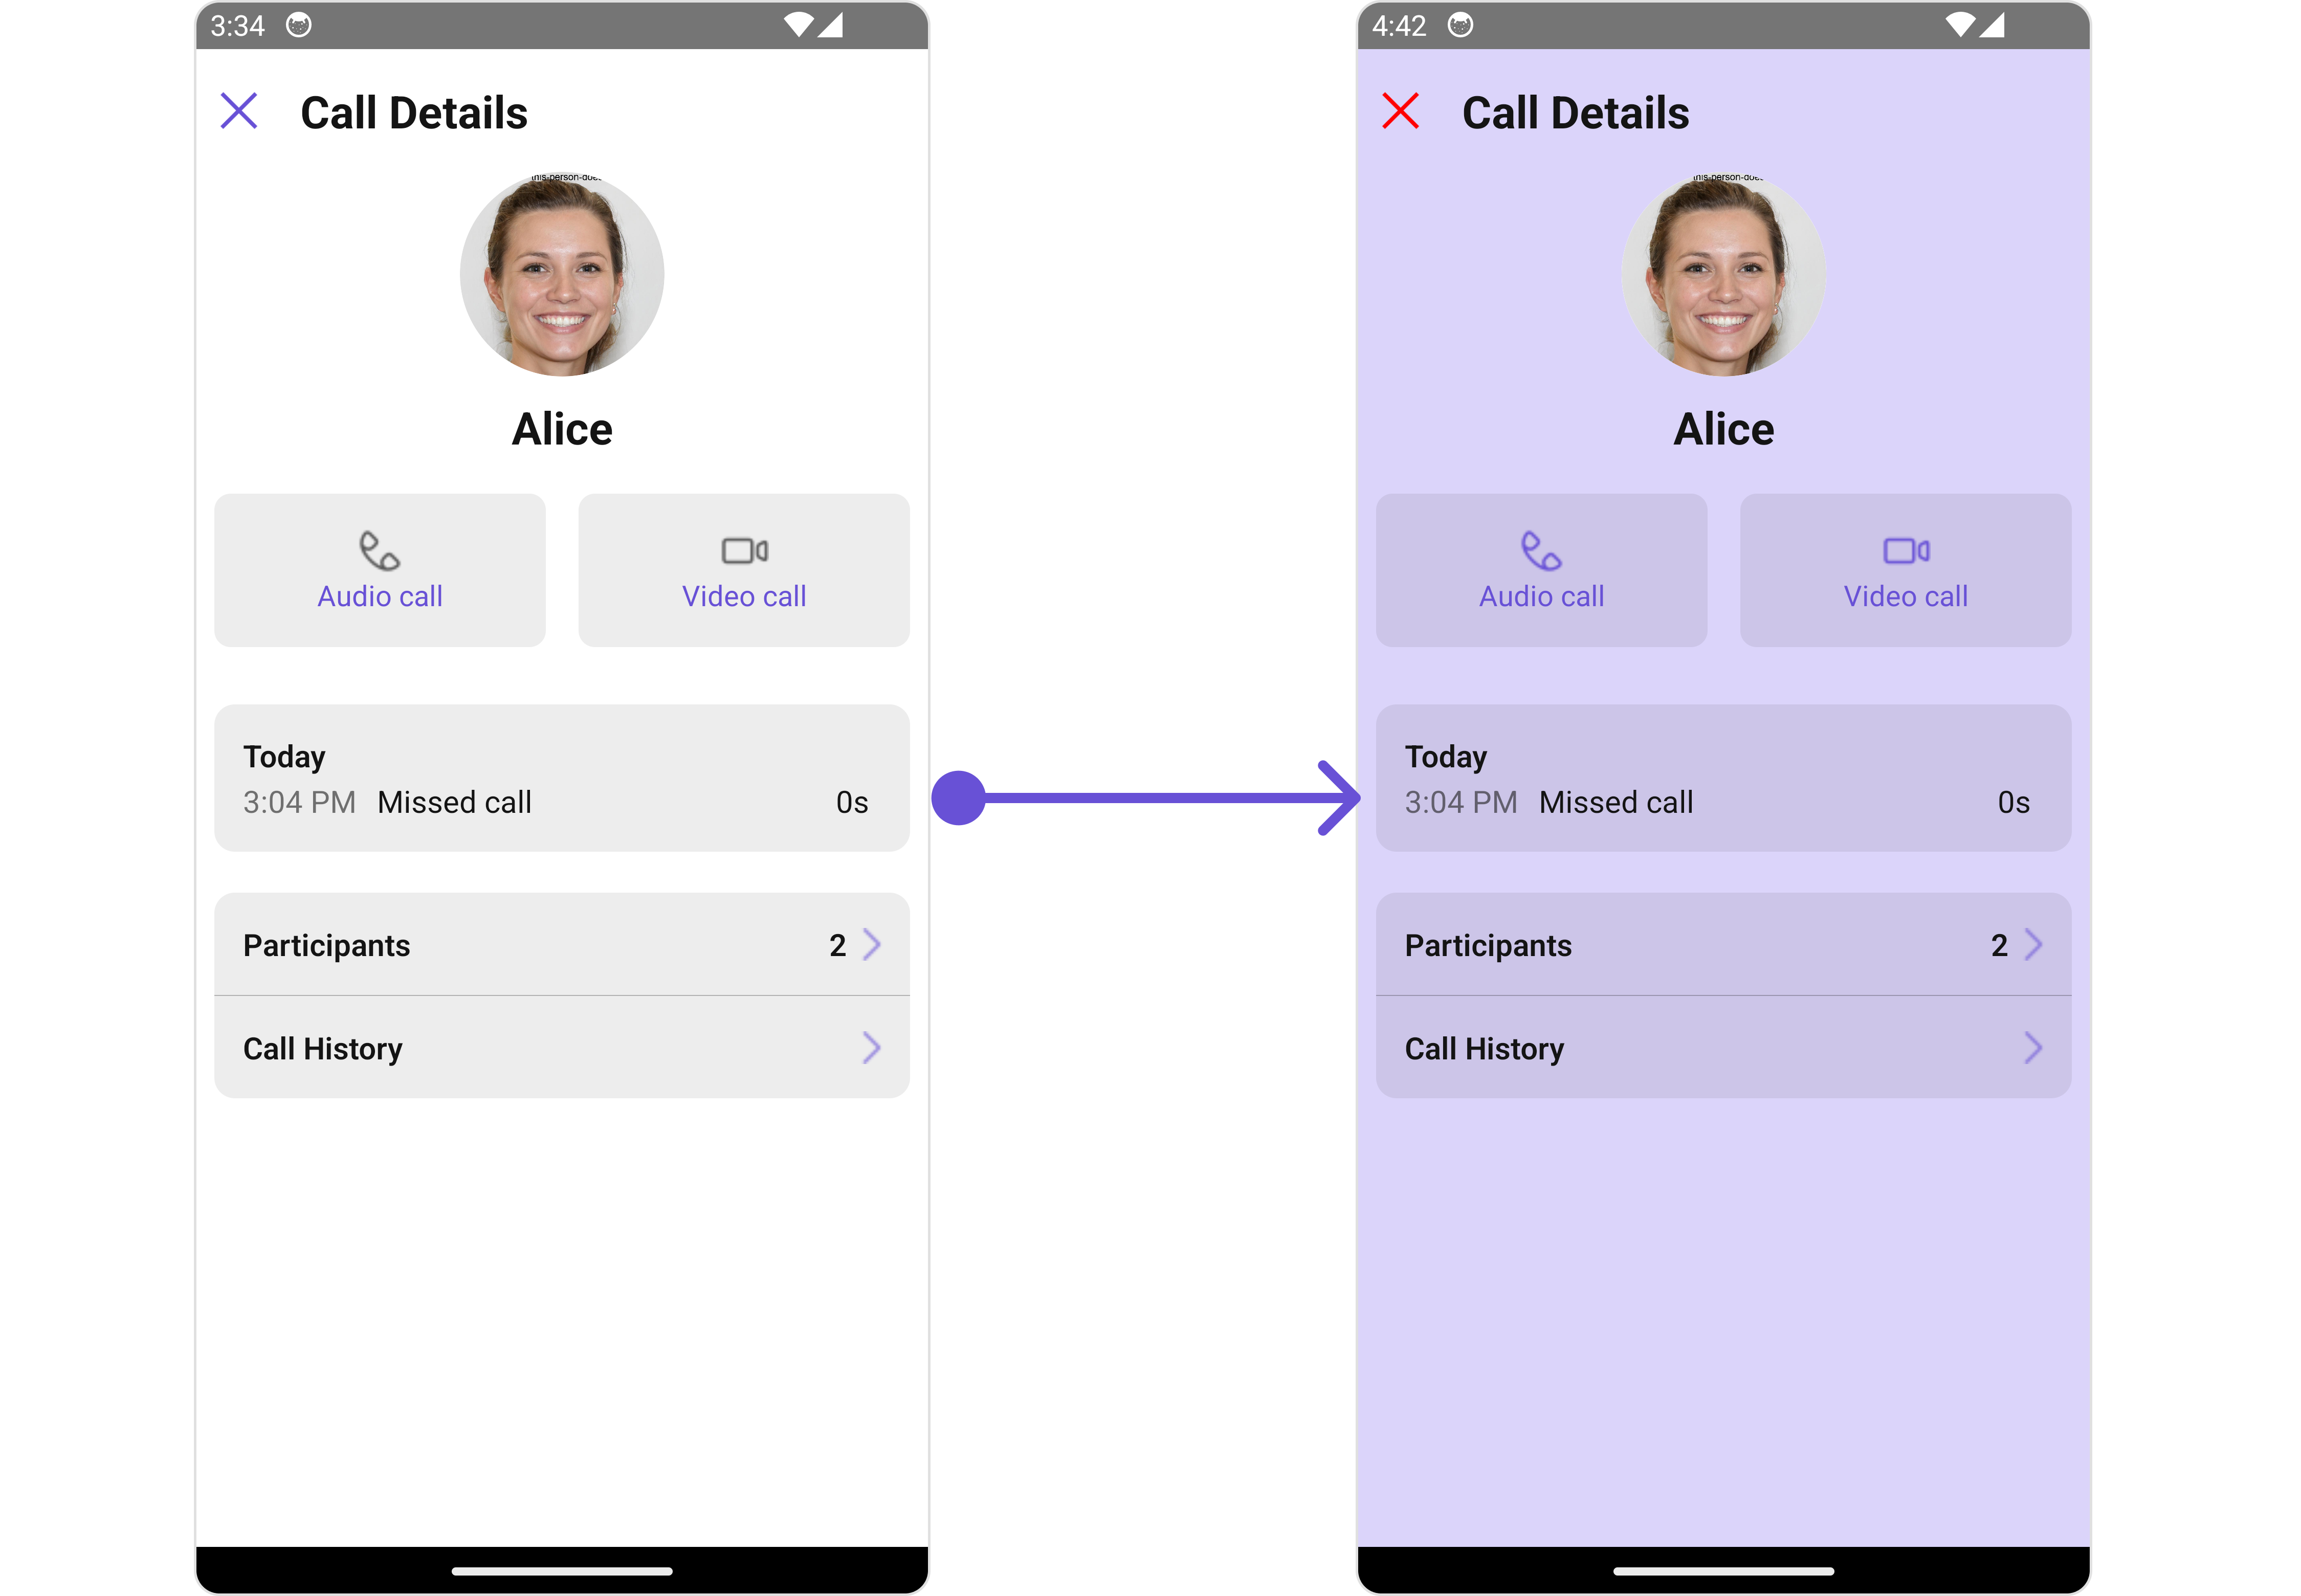 3:34
Call Details
this-person-does
Alice
Audio call Video call
Today
3:04 PM Missed call 0s
Participants 2
Call History
4:42
Call Details
this-person-does
Alice
Audio call Video call
Today
3:04 PM Missed call 0s
Participants 2
Call History